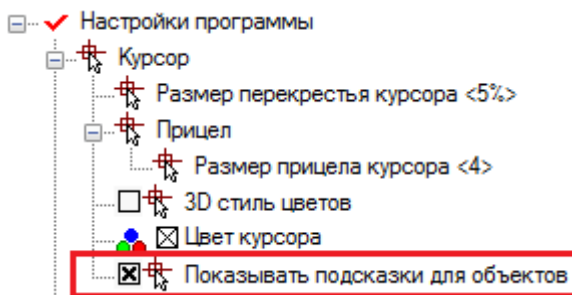 Настройки программы
Курсор
Размер перекрестья курсора <5%>
Прицел
Размер прицела курсора <4>
3D стиль цветов
Цвет курсора
Показывать подсказки для объектов